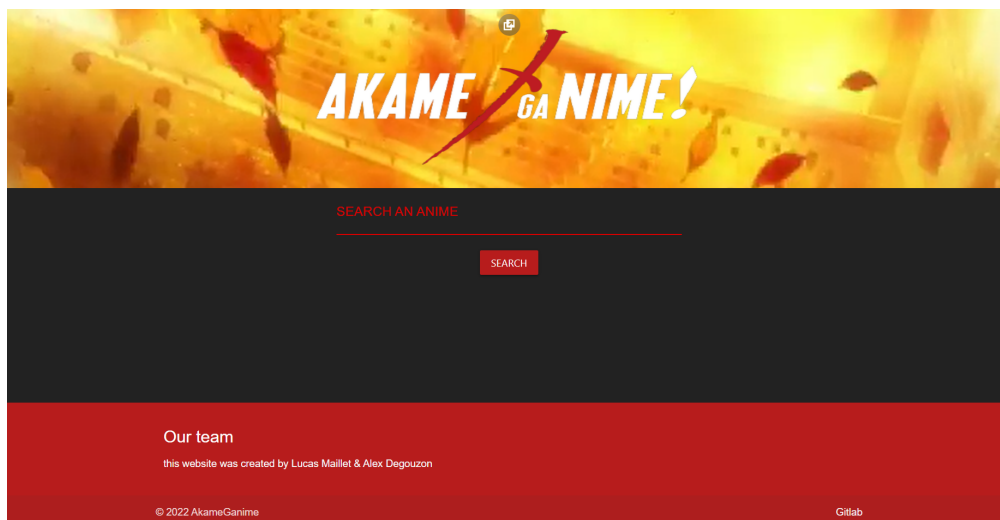 AKAME GA NIME!
SEARCH AN ANIME
SEARCH
Our team
this website was created by Lucas Maillet & Alex Degouzon
© 2022 AkameGanime
Gitlab